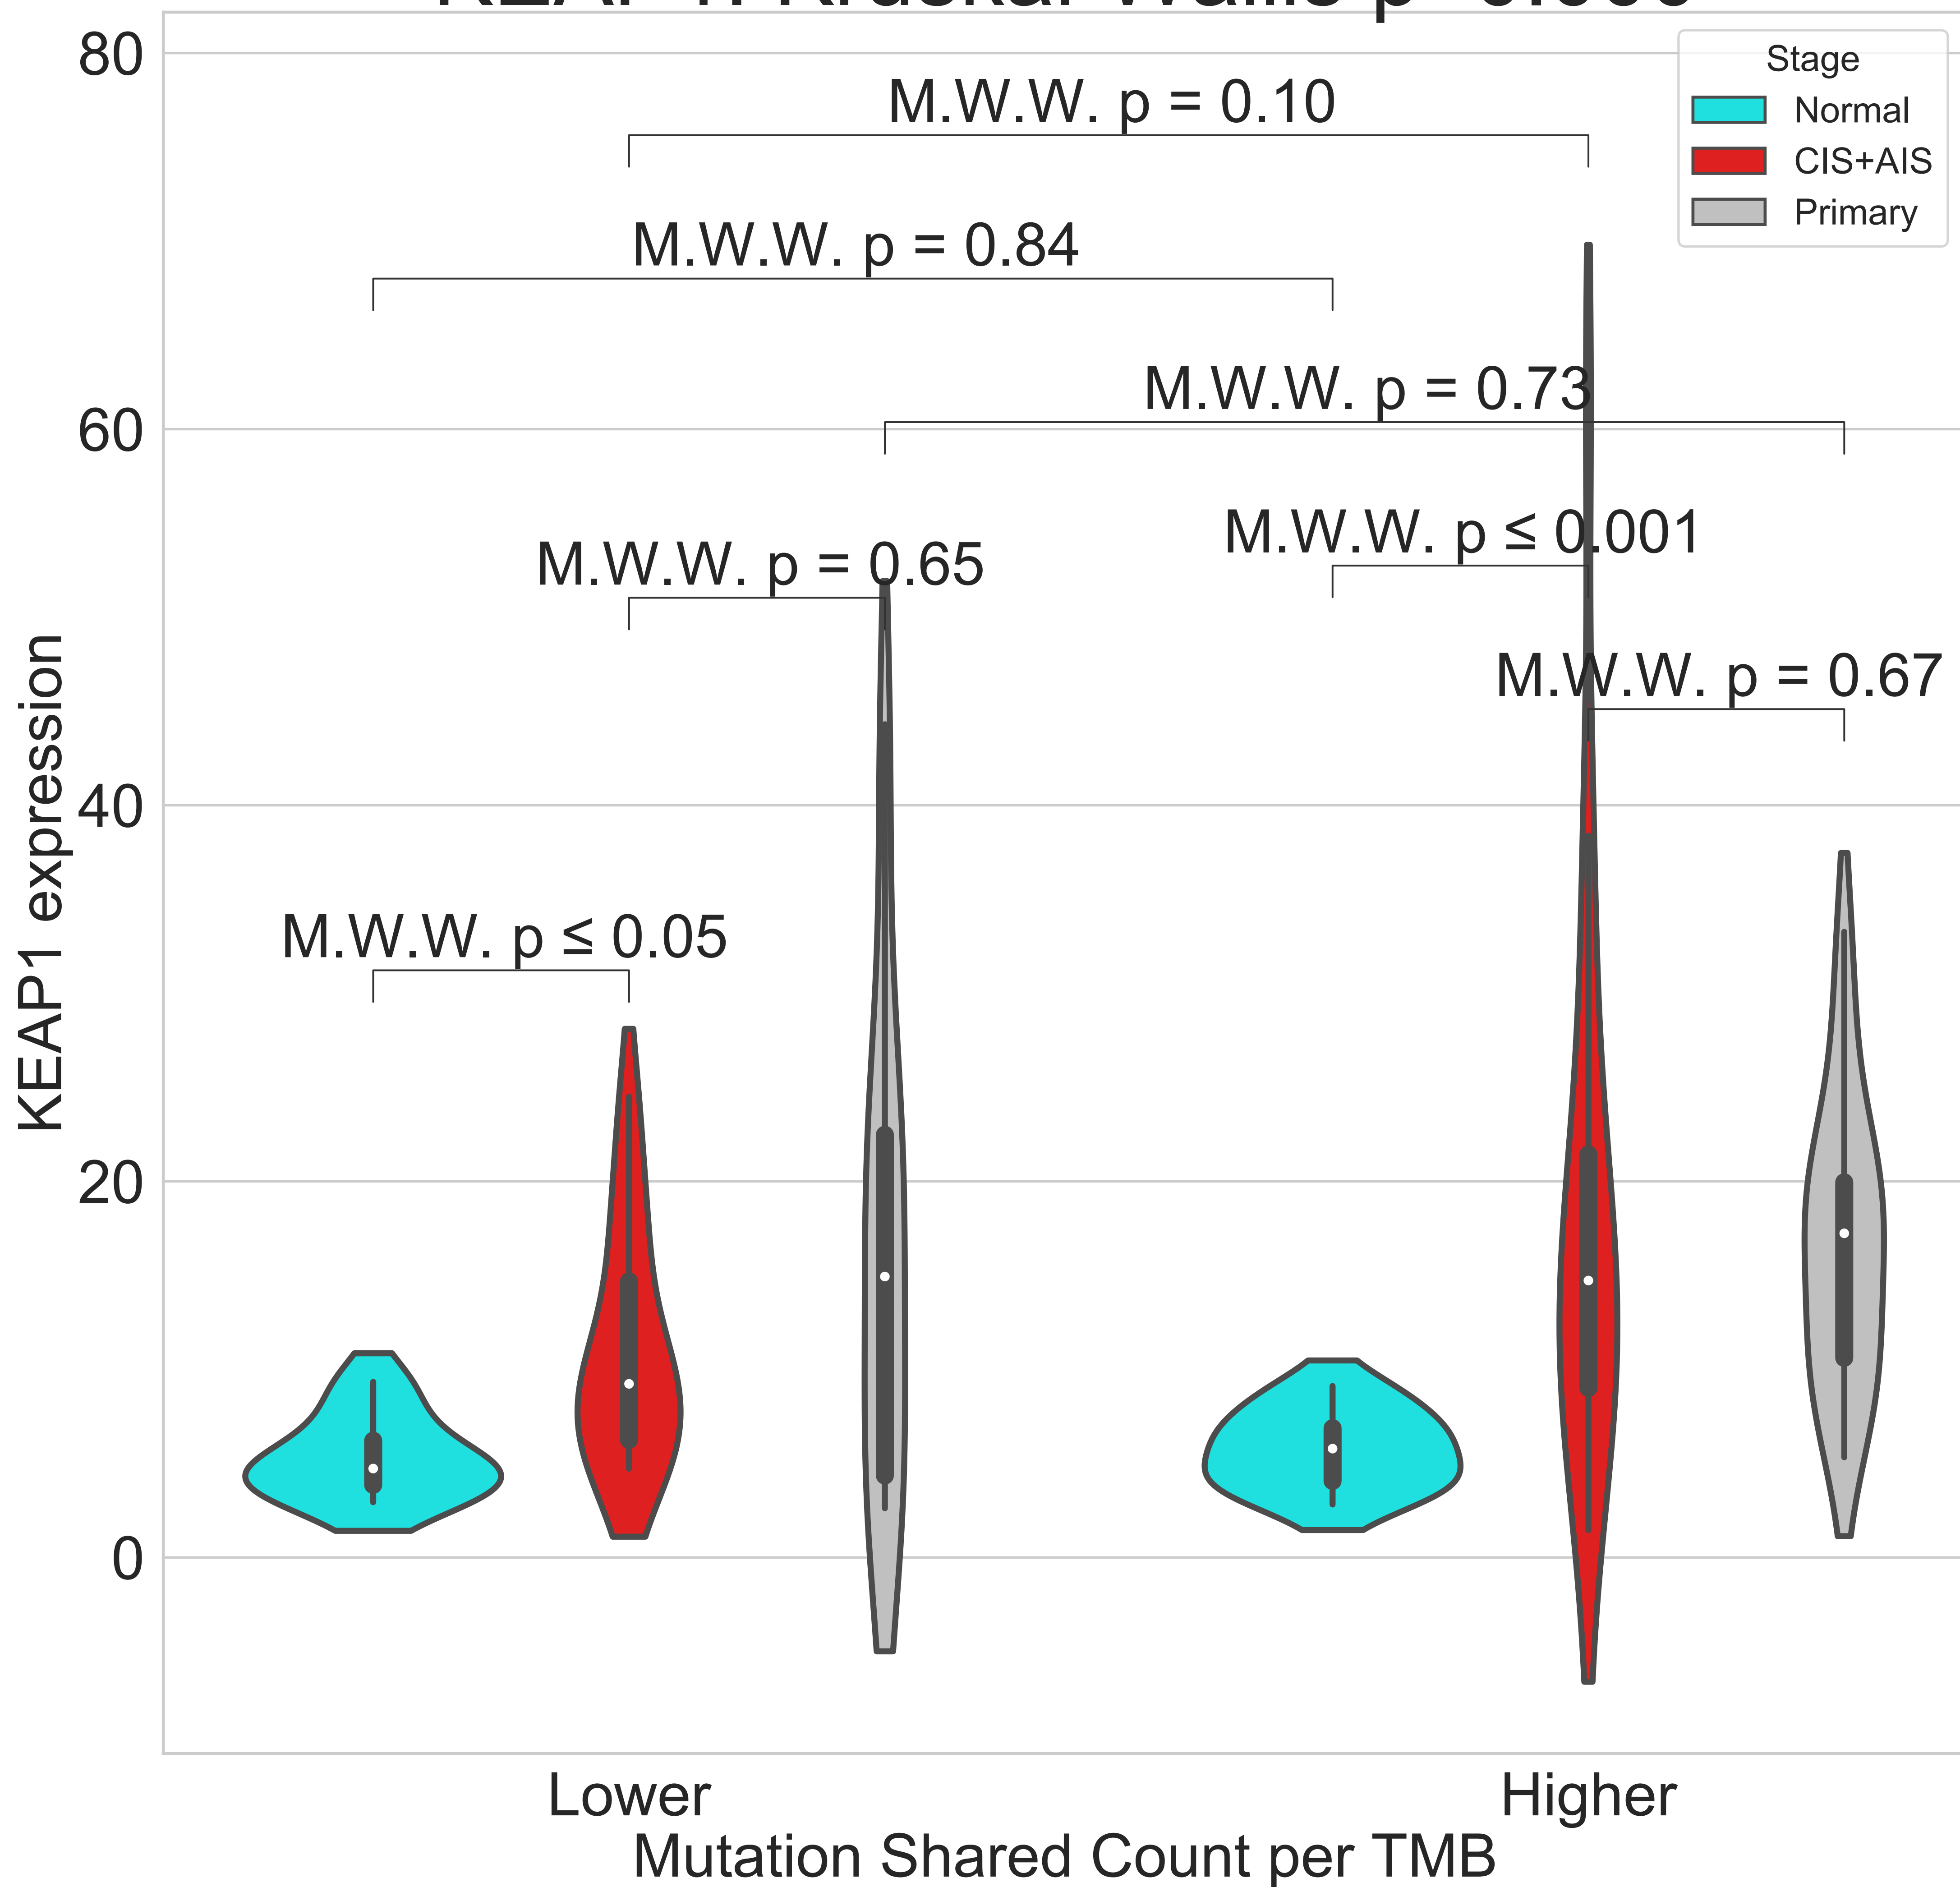 80
Stage
Normal
CIS+AIS
Primary
M.W.W. p = 0.10
M.W.W. p = 0.84
M.W.W. p = 0.73
60
M.W.W. p ≤ 0.001
M.W.W. p = 0.65
M.W.W. p = 0.67
40
KEAP1 expression
M.W.W. p ≤ 0.05
20
0
Lower
Higher
Mutation Shared Count per TMB